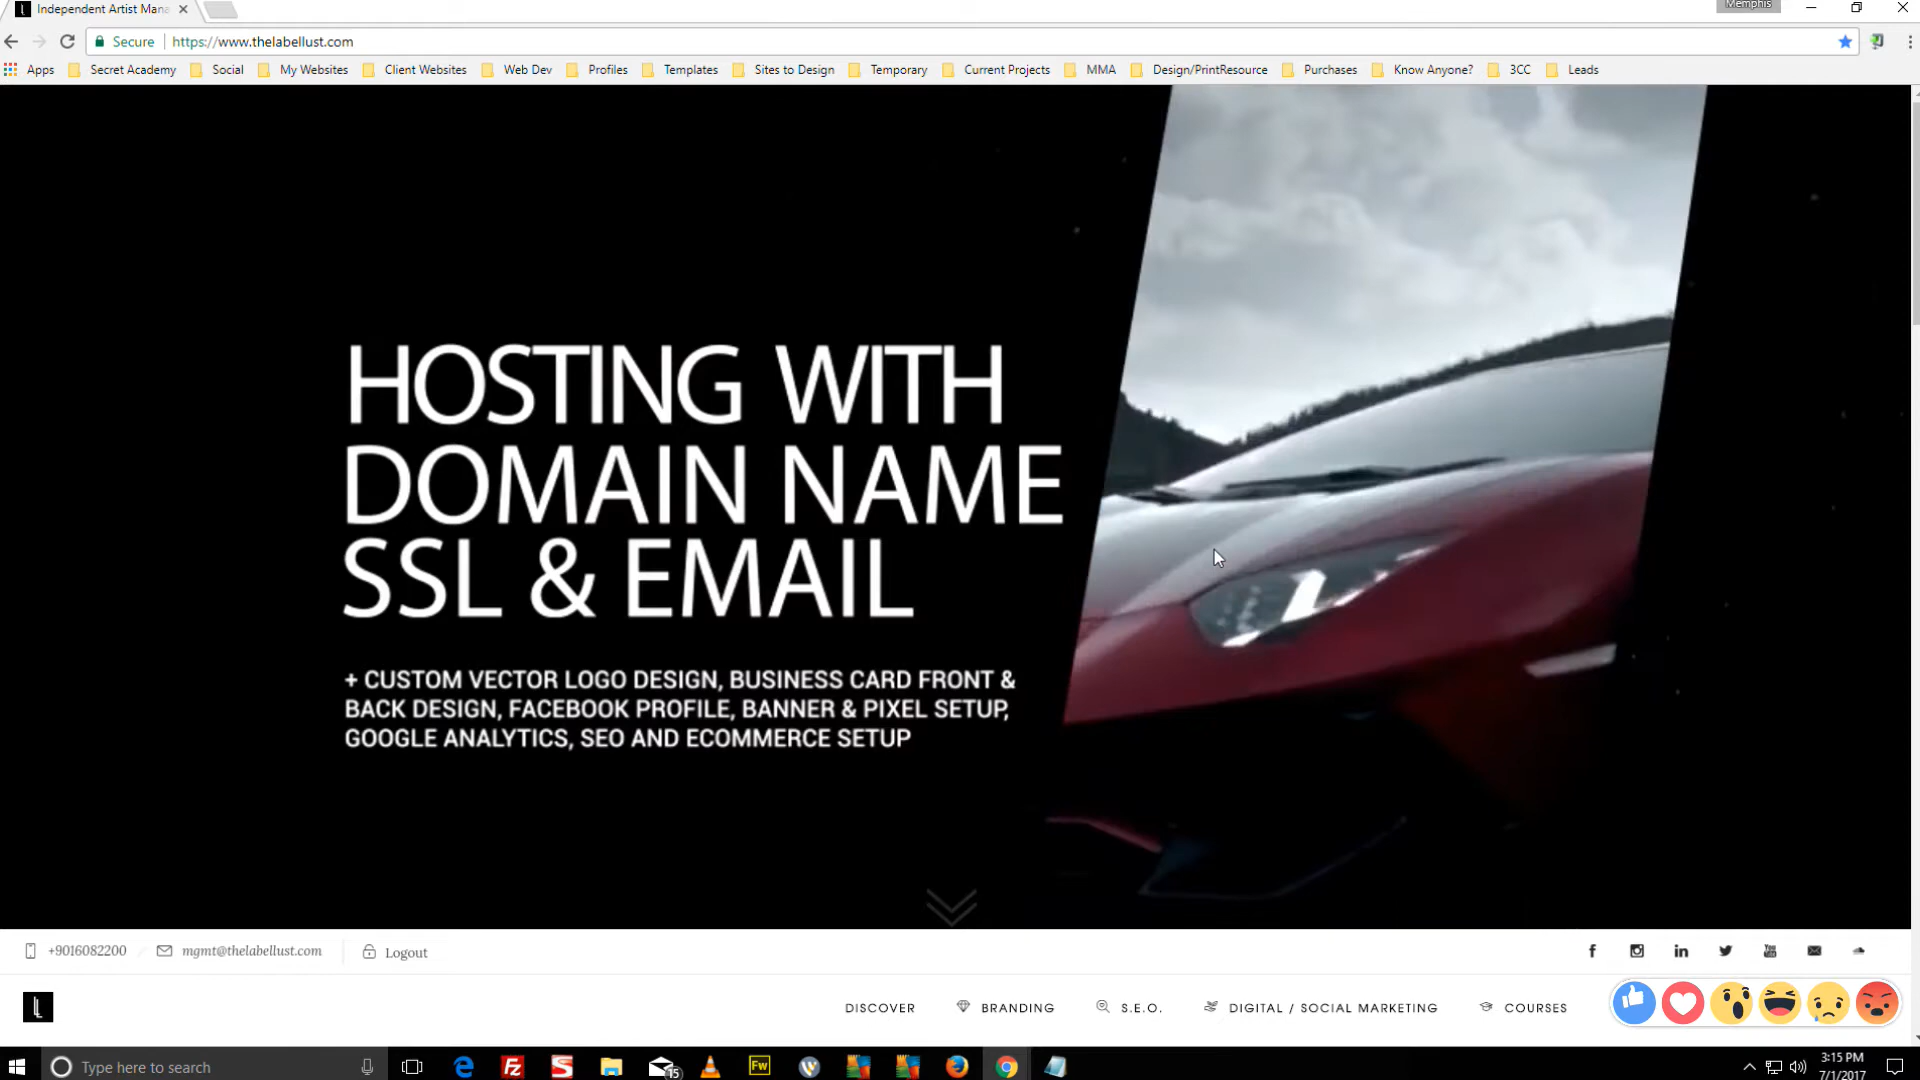 Independent Artist Mana
Memphis
Secure https://www.thelabellust.com
Apps Secret Academy Social My Websites Client Websites Web Dev Profiles Templates Sites to Design Temporary Current Projects MMA Design/PrintResource Purchases Know Anyone? 3CC Leads
HOSTING WITH
DOMAIN NAME
SSL & EMAIL
+ CUSTOM VECTOR LOGO DESIGN, BUSINESS CARD FRONT &
BACK DESIGN, FACEBOOK PROFILE, BANNER & PIXEL SETUP,
GOOGLE ANALYTICS, SEO AND ECOMMERCE SETUP
+9016082200 mgmt@thelabellust.com Logout
DISCOVER BRANDING S.E.O. DIGITAL / SOCIAL MARKETING COURSES
Type here to search 15 Fw 3:15 PM
7/1/2017